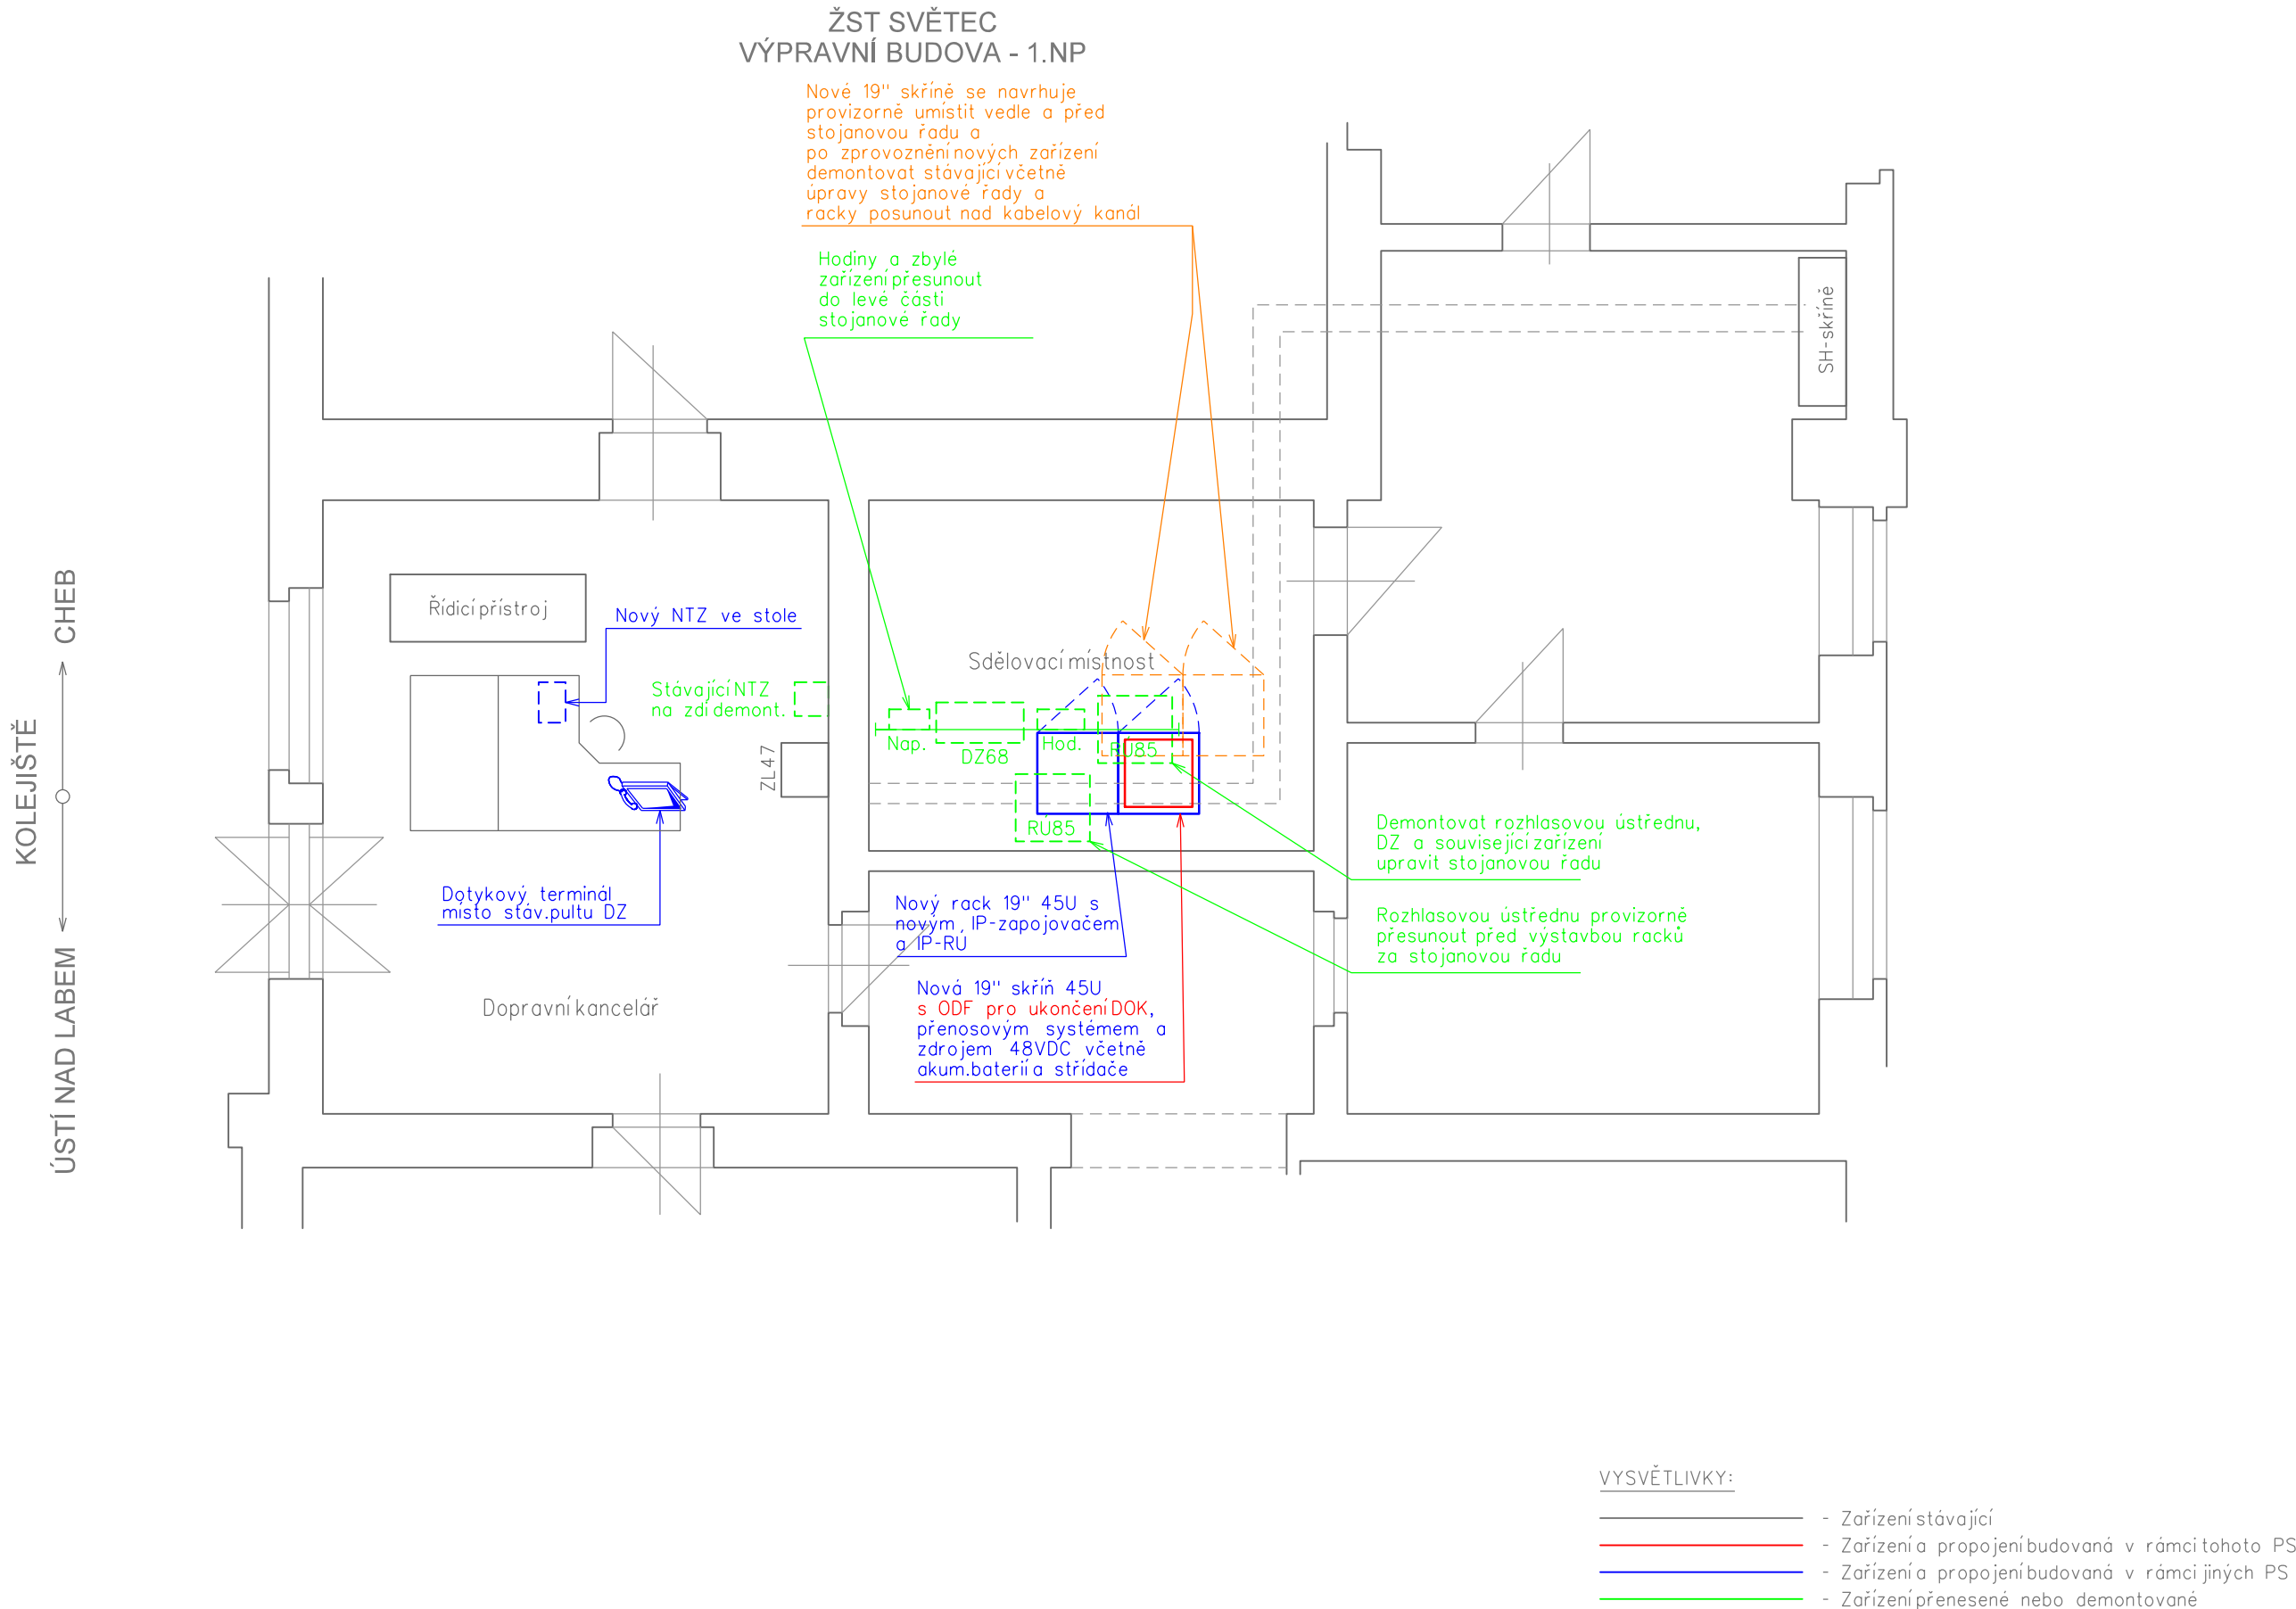 ŽST SVĚTEC
VÝPRAVNÍ BUDOVA - 1.NP
Nové 19" skříně se navrhuje
provizorně umístit vedle a před
stojanovou řadu a
po zprovoznění nových zařízení
demontovat stávající včetně
úpravy stojanové řady a
racky posunout nad kabelový kanál
Hodiny a zbylé
zařízení přesunout
do levé části
stojanové řady
SH-skříně
Řídicí přístroj
Nový NTZ ve stole
Stávající NTZ
na zdi demont.
Sdělovací místnost
Nap.
DZ68
Hod.
RÚ85
ZL47
RÚ85
KOLEJIŠTĚ
CHEB
ÚSTÍ NAD LABEM
Dotykový terminál
místo stáv.pultu DZ
Dopravní kancelář
Nový rack 19" 45U s
novým IP-zapojovačem
a IP-RÚ
Nová 19" skříň 45U
s ODF pro ukončení DOK,
přenosovým systémem a
zdrojem 48VDC včetně
akum.baterií a střídače
Demontovat rozhlasovou ústřednu,
DZ a související zařízení
upravit stojanovou řadu
Rozhlasovou ústřednu provizorně
přesunout před výstavbou racků
za stojanovou řadu
VYSVĚTLIVKY:
- Zařízení stávající
- Zařízení a propojení budovaná v rámci tohoto PS
- Zařízení a propojení budovaná v rámci jiných PS
- Zařízení přenesené nebo demontované